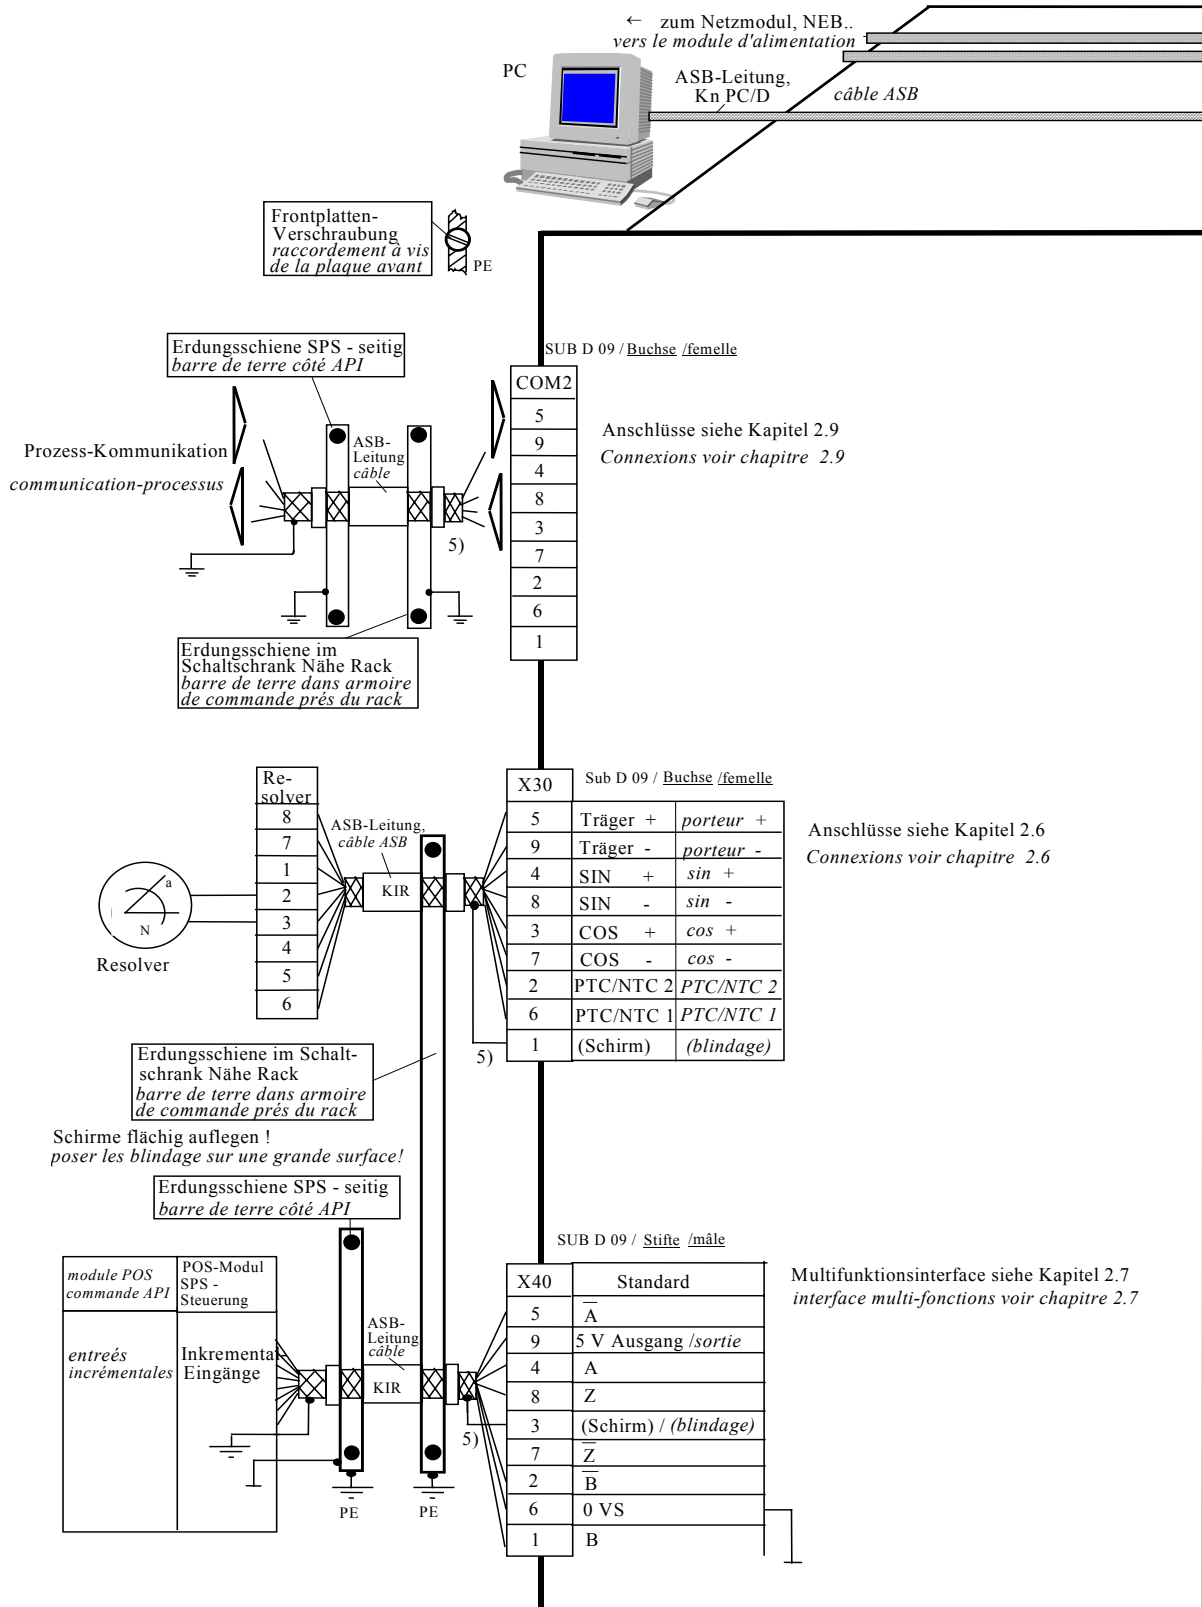 ← zum Netzmodul, NEB..
vers le module d'alimentation
PC
ASB-Leitung,
Kn PC/D
câble ASB
Frontplatten-
Verschraubung
raccordement à vis
de la plaque avant
PE
Erdungsschiene SPS - seitig
barre de terre côté API
SUB D 09 / Buchse /femelle
COM2
5
9
4
8
3
7
2
6
1
Anschlüsse siehe Kapitel 2.9
Connexions voir chapitre 2.9
Prozess-Kommunikation
communication-processus
ASB-
Leitung
câble
5)
Erdungsschiene im
Schaltschrank Nähe Rack
barre de terre dans armoire
de commande prés du rack
Re-
solver
8
7
1
2
3
4
5
6
a
N
Resolver
ASB-Leitung,
câble ASB
KIR
X30 Sub D 09 / Buchse /femelle
5 Träger + porteur +
9 Träger - porteur -
4 SIN + sin +
8 SIN - sin -
3 COS + cos +
7 COS - cos -
2 PTC/NTC 2 PTC/NTC 2
6 PTC/NTC 1 PTC/NTC 1
1 (Schirm) (blindage)
5)
Anschlüsse siehe Kapitel 2.6
Connexions voir chapitre 2.6
Erdungsschiene im Schalt-
schrank Nähe Rack
barre de terre dans armoire
de commande prés du rack
Schirme flächig auflegen !
poser les blindage sur une grande surface!
Erdungsschiene SPS - seitig
barre de terre côté API
SUB D 09 / Stifte /mâle
module POS
commande API
POS-Modul
SPS -
Steuerung
entreés
incrémentales
Inkremental-
Eingänge
ASB-
Leitung
câble
KIR
5)
PE
PE
X40 Standard
5 A̅
9 5 V Ausgang /sortie
4 A
8 Z
3 (Schirm) / (blindage)
7 Z̅
2 B̅
6 0 VS
1 B
Multifunktionsinterface siehe Kapitel 2.7
interface multi-fonctions voir chapitre 2.7